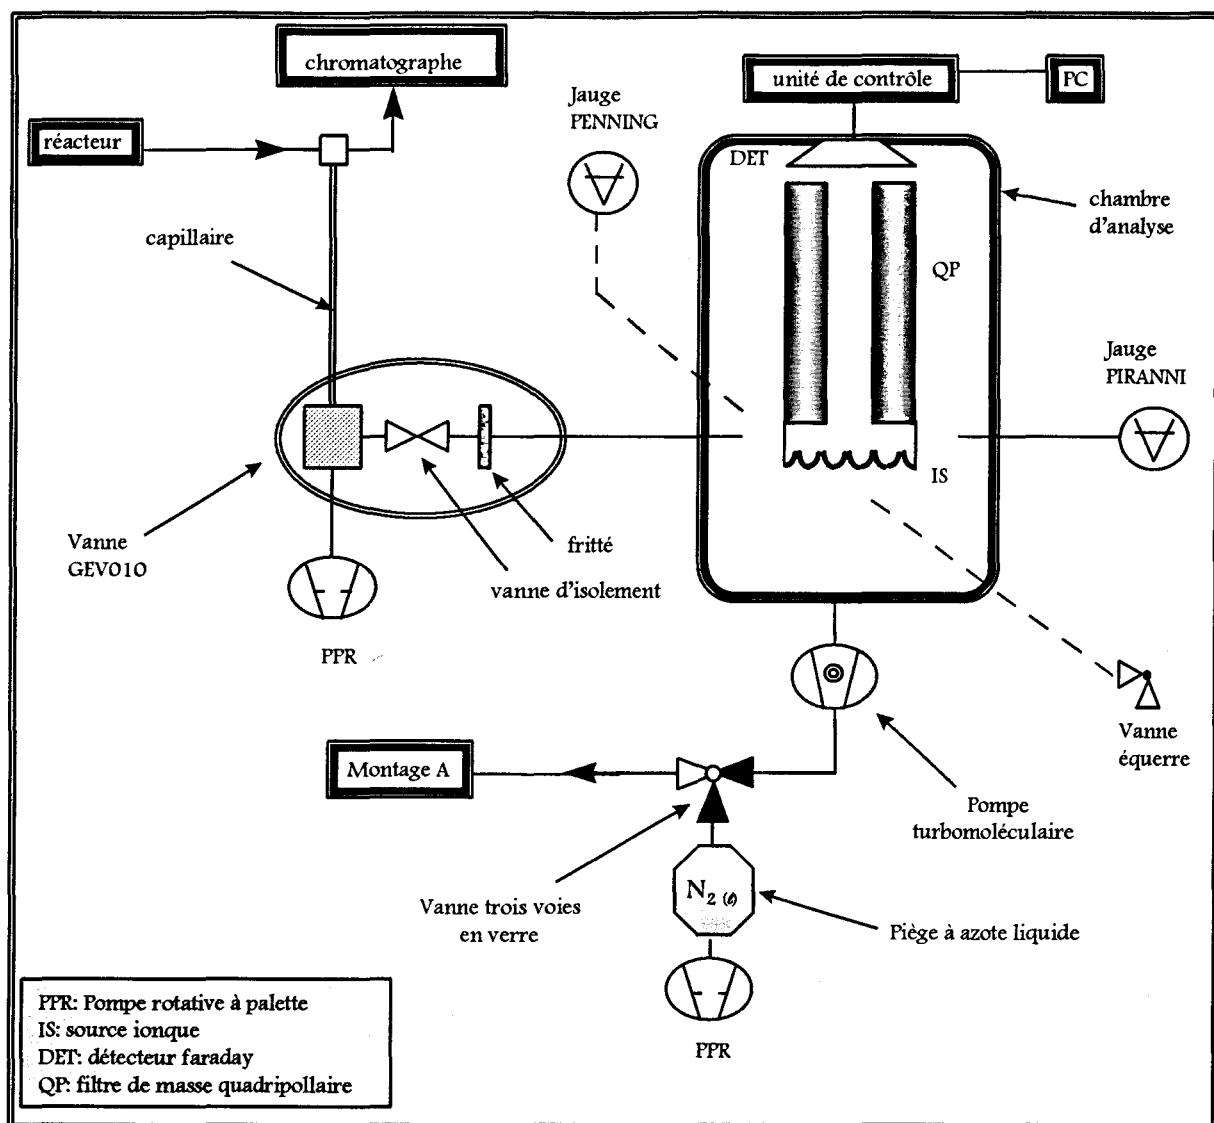 chromatographe
unité de contrôle
PC
Jauge
PENNING
réacteur
DET
chambre
d'analyse
capillaire
QP
Jauge
PIRANNI
IS
Vanne
GEV010
fritté
vanne d'isolement
PPR
Vanne
équerre
Montage A
Pompe
turbomoléculaire
N2 (ℓ)
Vanne trois voies
en verre
Piège à azote liquide
PPR
PPR: Pompe rotative à palette
IS: source ionque
DET: détecteur faraday
QP: filtre de masse quadripollaire